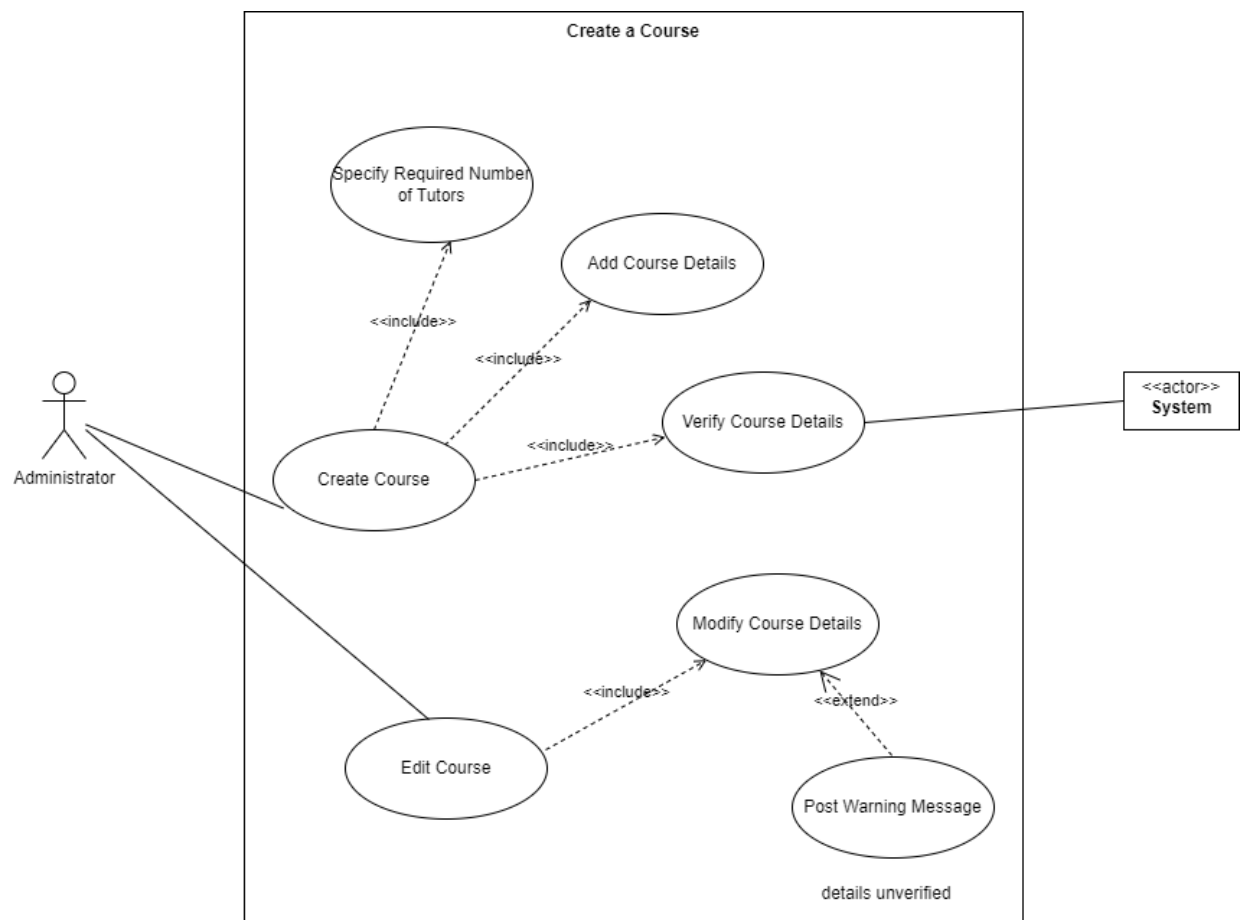 Create a Course
Specify Required Number
of Tutors
Add Course Details
<<include>>
<<include>>
<<actor>>
System
Verify Course Details
<<include>>
Administrator
Create Course
Modify Course Details
<<include>>
<<extend>>
Edit Course
Post Warning Message
details unverified